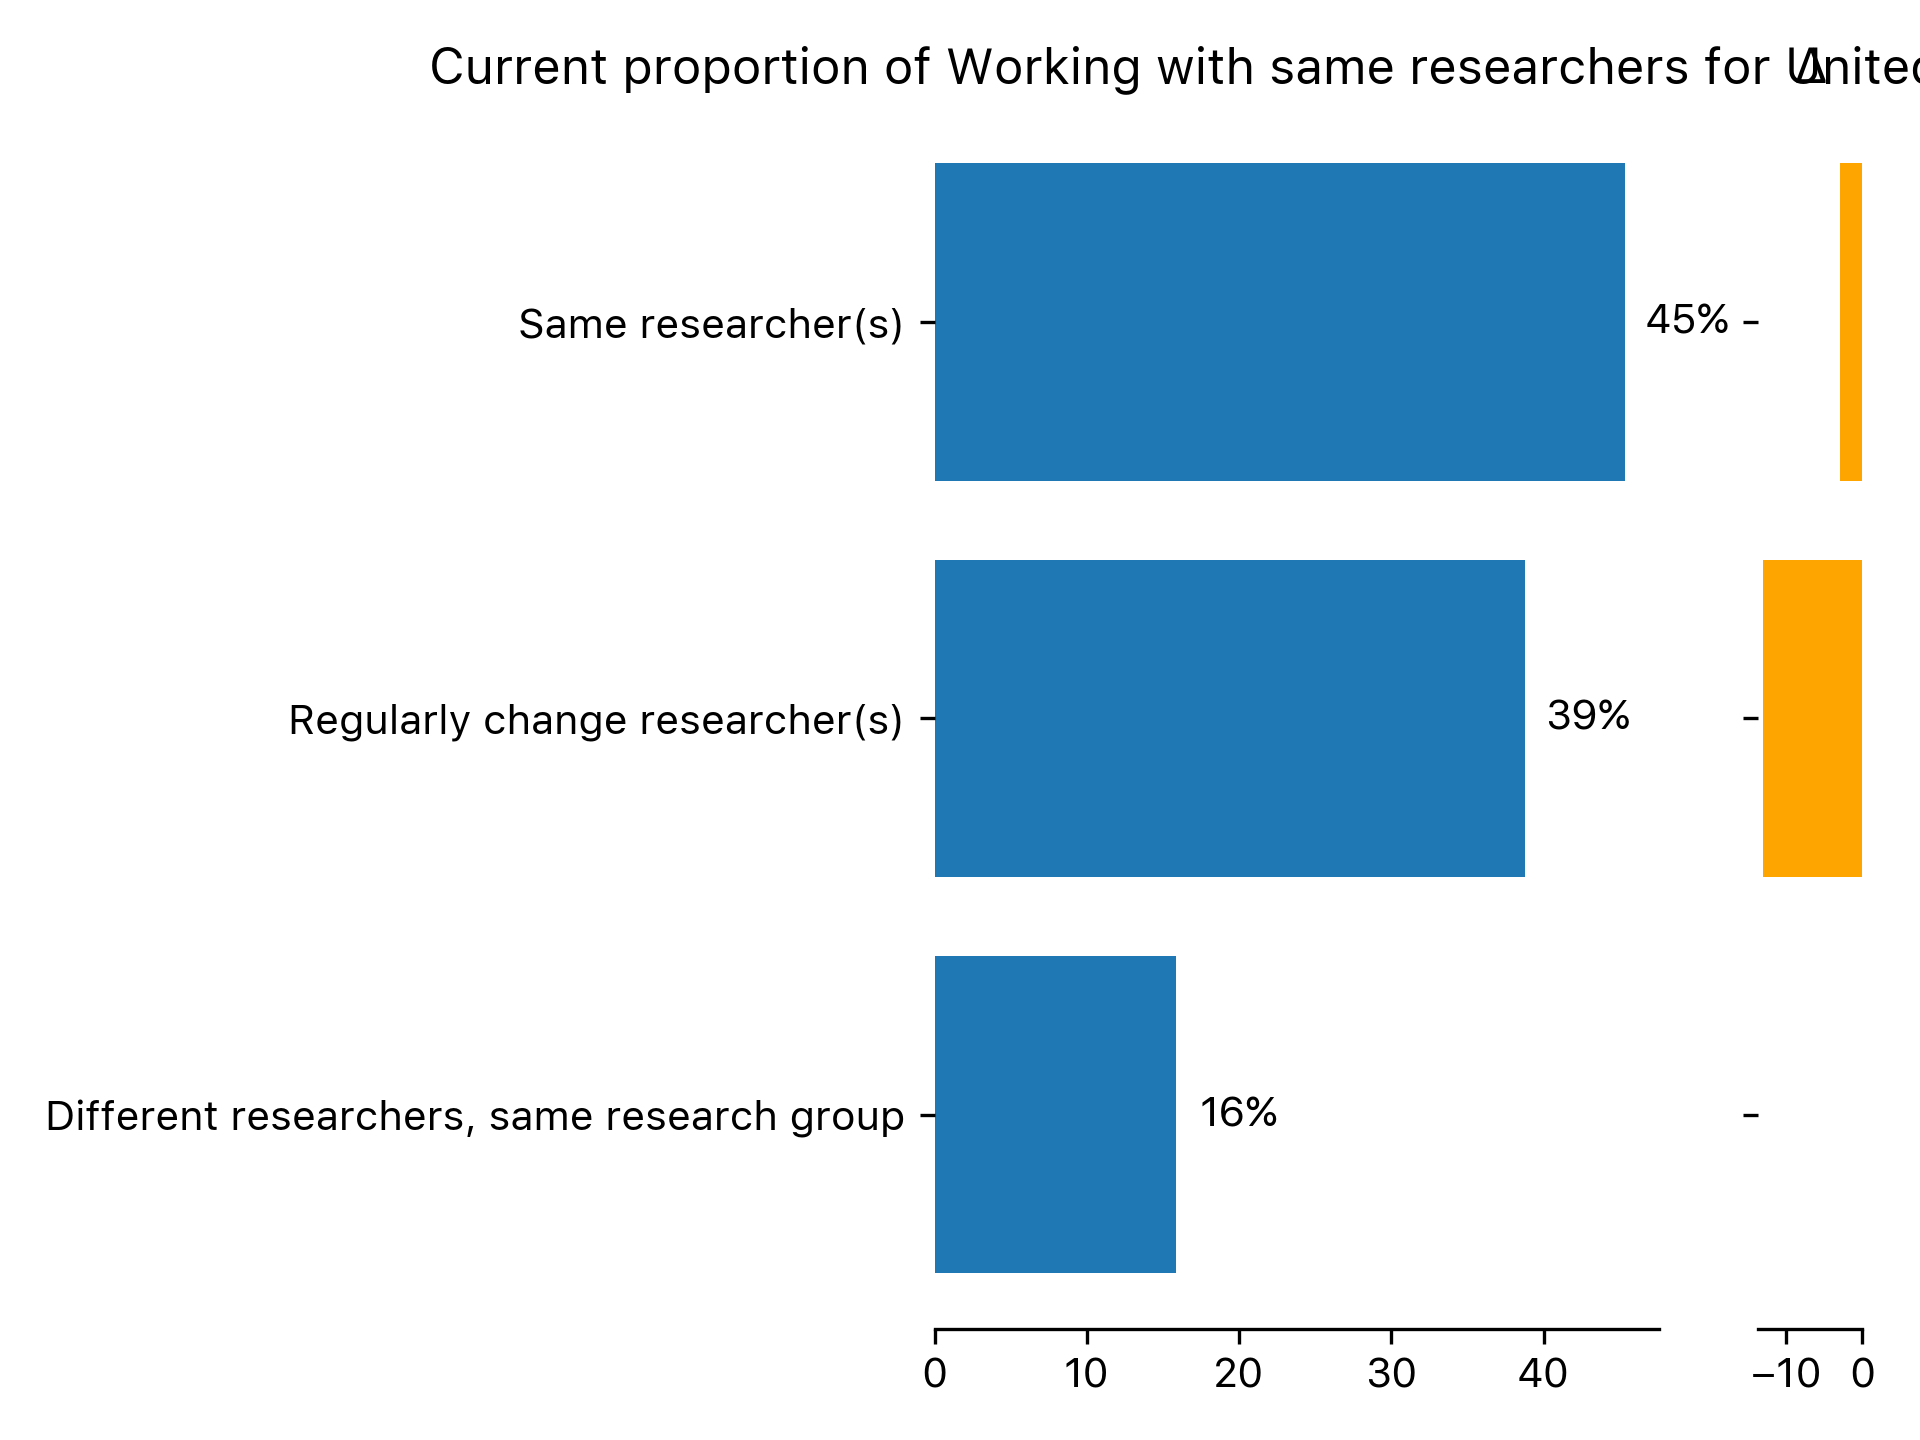 Current proportion of Working with same researchers for United
Δ
Same researcher(s)
45%
Regularly change researcher(s)
39%
Different researchers, same research group
16%
0 10 20 30 40
−10 0